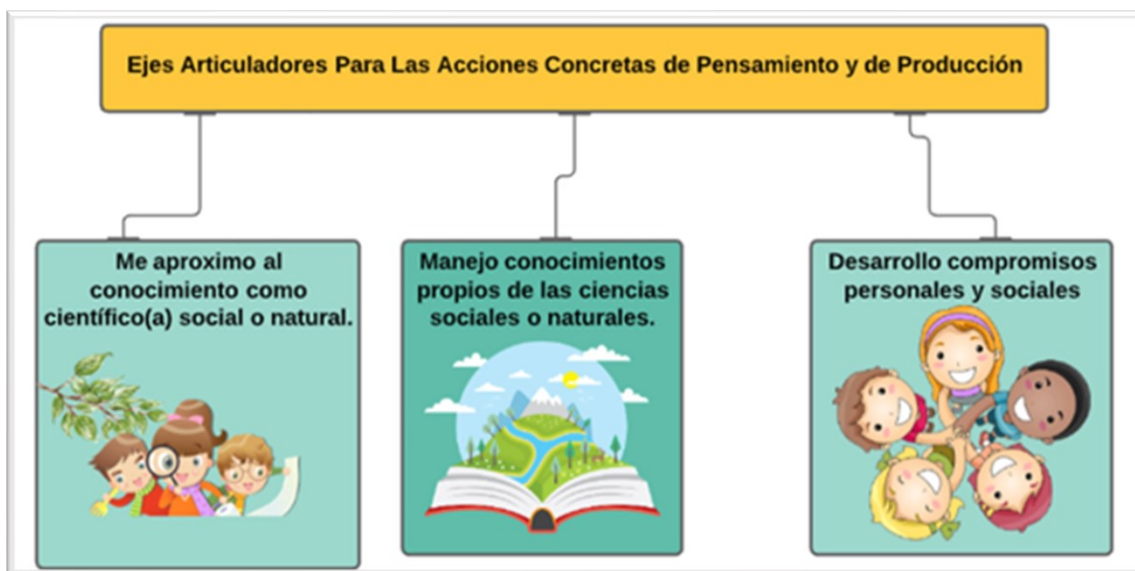 Ejes Articuladores Para Las Acciones Concretas de Pensamiento y de Producción
Me aproximo al
conocimiento como
científico(a) social o natural.
Manejo conocimientos
propios de las ciencias
sociales o naturales.
Desarrollo compromisos
personales y sociales